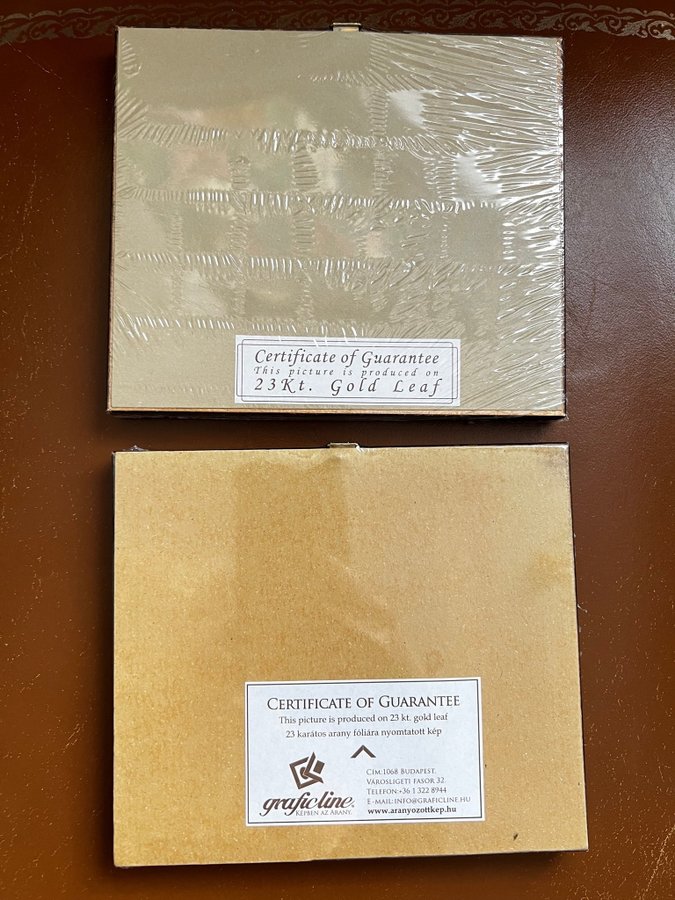 Certificate of Guarantee
This picture is produced on
23Kt. Gold Leaf
CERTIFICATE OF GUARANTEE
This picture is produced on 23 kt. gold leaf
23 karátos arany fóliára nyomtatott kép
graficline.
KÉPBEN AZ ARANY.
CÍM:1068 BUDAPEST,
VÁROSLIGETI FASOR 32.
TELEFON:+36 1 322 8944
E-MAIL:INFO@GRAFICLINE.HU
www.aranyozottkep.hu